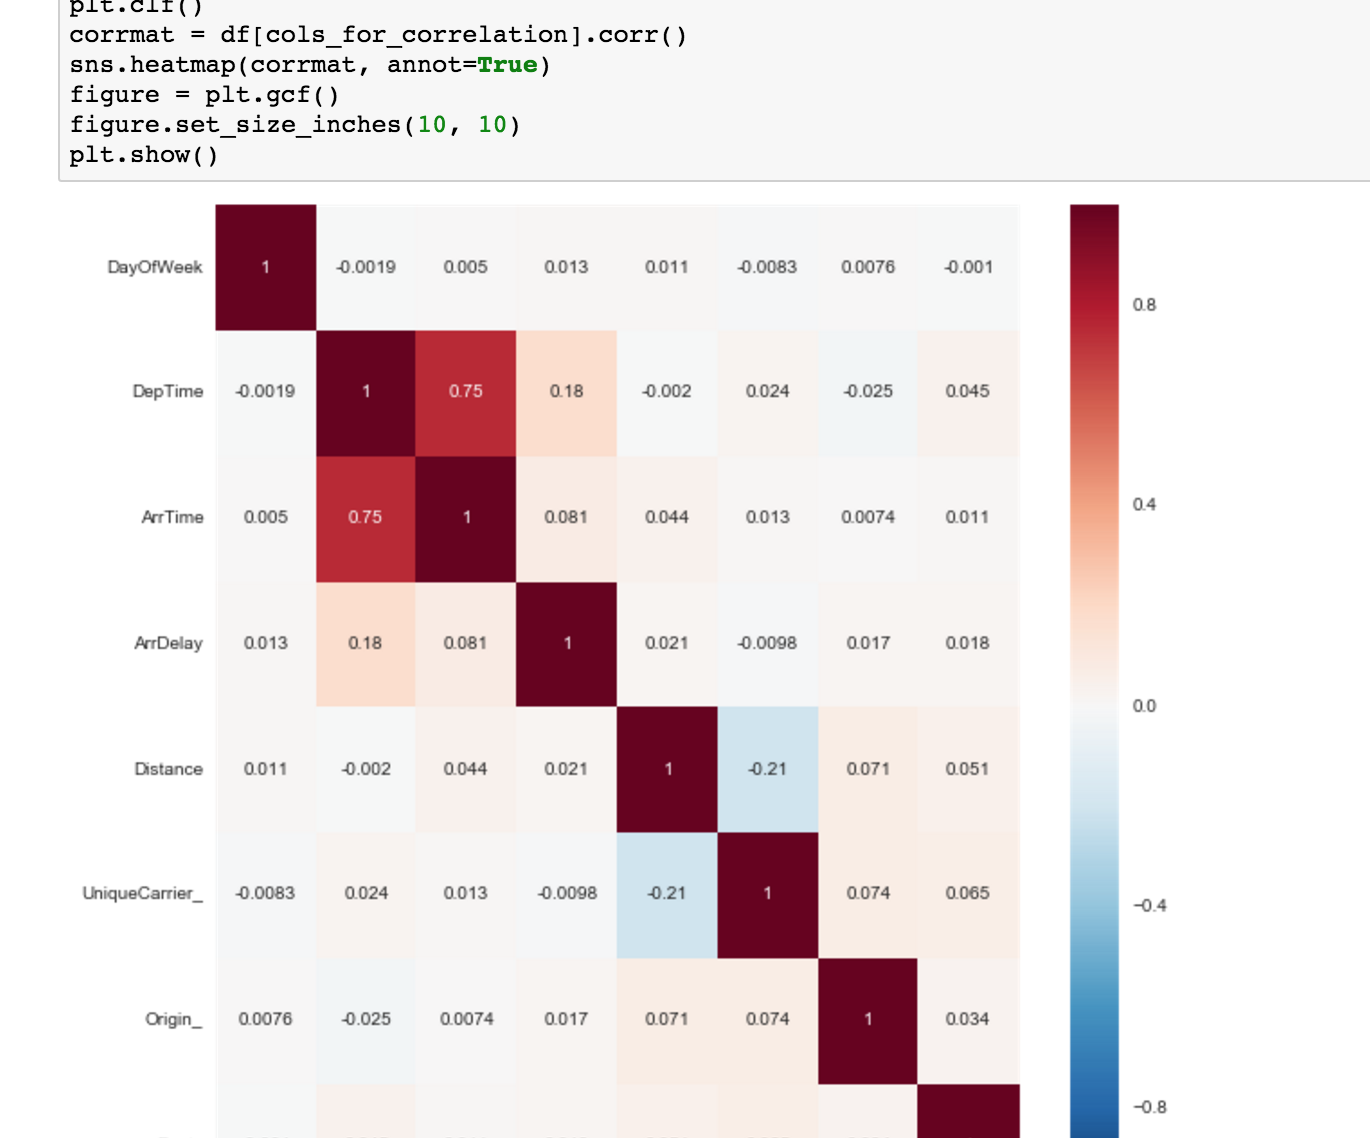 plt.clf()
corrmat = df[cols_for_correlation].corr()
sns.heatmap(corrmat, annot=True)
figure = plt.gcf()
figure.set_size_inches(10, 10)
plt.show()
DayOfWeek 1 -0.0019 0.005 0.013 0.011 -0.0083 0.0076 -0.001
0.8
DepTime -0.0019 1 0.75 0.18 -0.002 0.024 -0.025 0.045
0.4
ArrTime 0.005 0.75 1 0.081 0.044 0.013 0.0074 0.011
ArrDelay 0.013 0.18 0.081 1 0.021 -0.0098 0.017 0.018
0.0
Distance 0.011 -0.002 0.044 0.021 1 -0.21 0.071 0.051
UniqueCarrier_ -0.0083 0.024 0.013 -0.0098 -0.21 1 0.074 0.065
−0.4
Origin_ 0.0076 -0.025 0.0074 0.017 0.071 0.074 1 0.034
−0.8